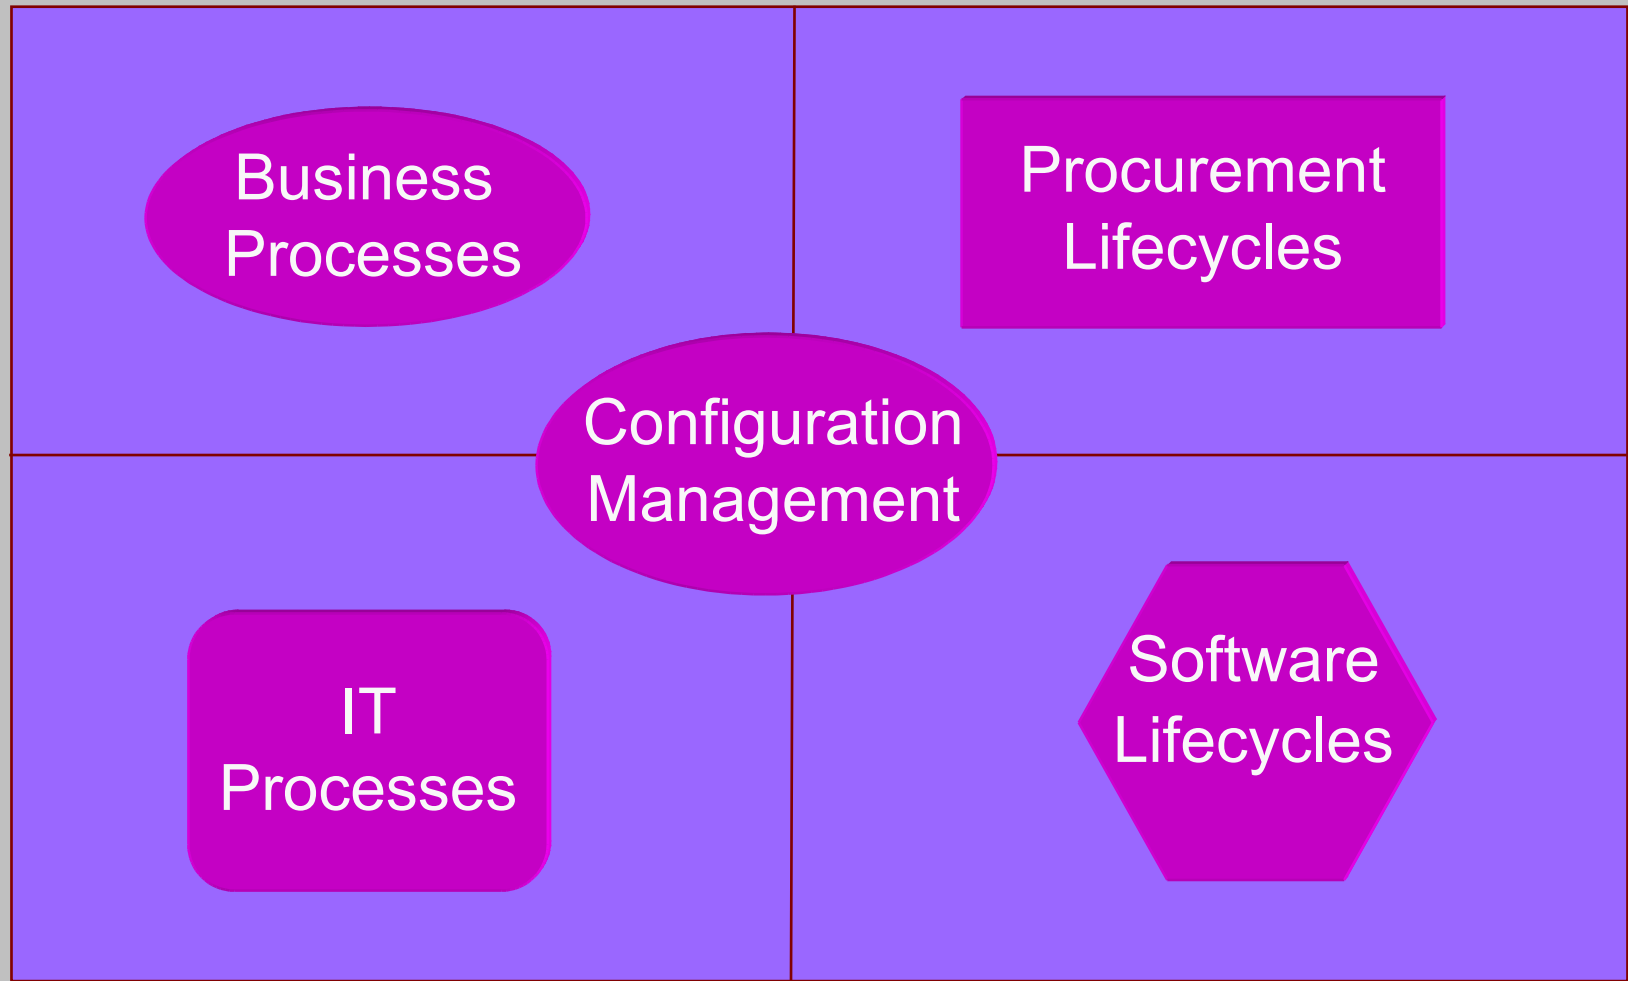 Business
Processes
Procurement
Lifecycles
Configuration
Management
IT
Processes
Software
Lifecycles